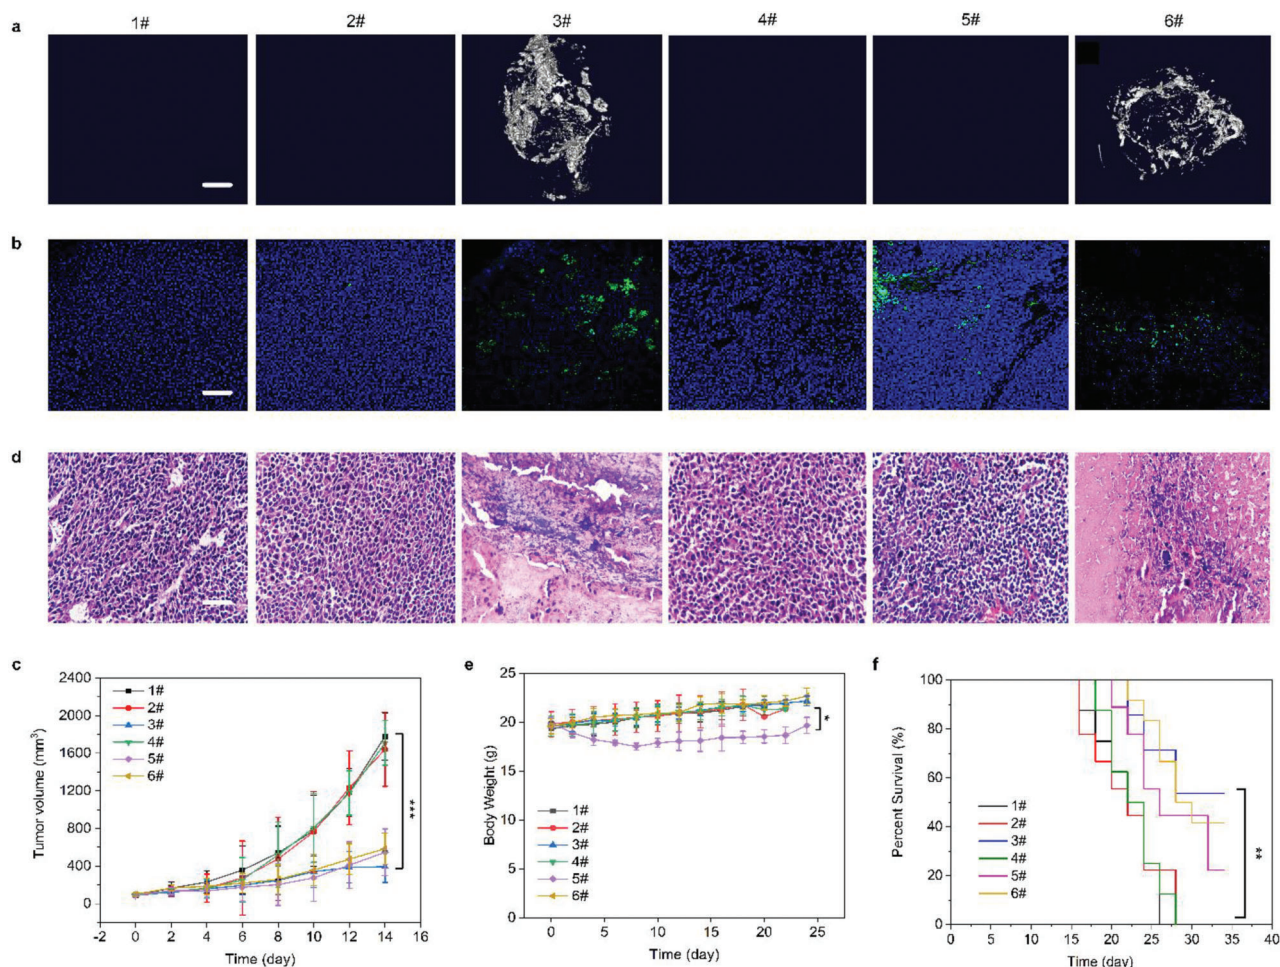 1# 2# 3# 4# 5# 6#
a
b
d
c
2400
2000
1600
1200
800
400
0
-2 0 2 4 6 8 10 12 14 16
Tumor volume (mm³)
Time (day)
1#
2#
3#
4#
5#
6#
***
e
25
20
15
10
5
0
0 5 10 15 20 25
Body Weight (g)
Time (day)
1#
2#
3#
4#
5#
6#
*
f
100
80
60
40
20
0
0 5 10 15 20 25 30 35 40
Percent Survival (%)
Time (day)
1#
2#
3#
4#
5#
6#
**